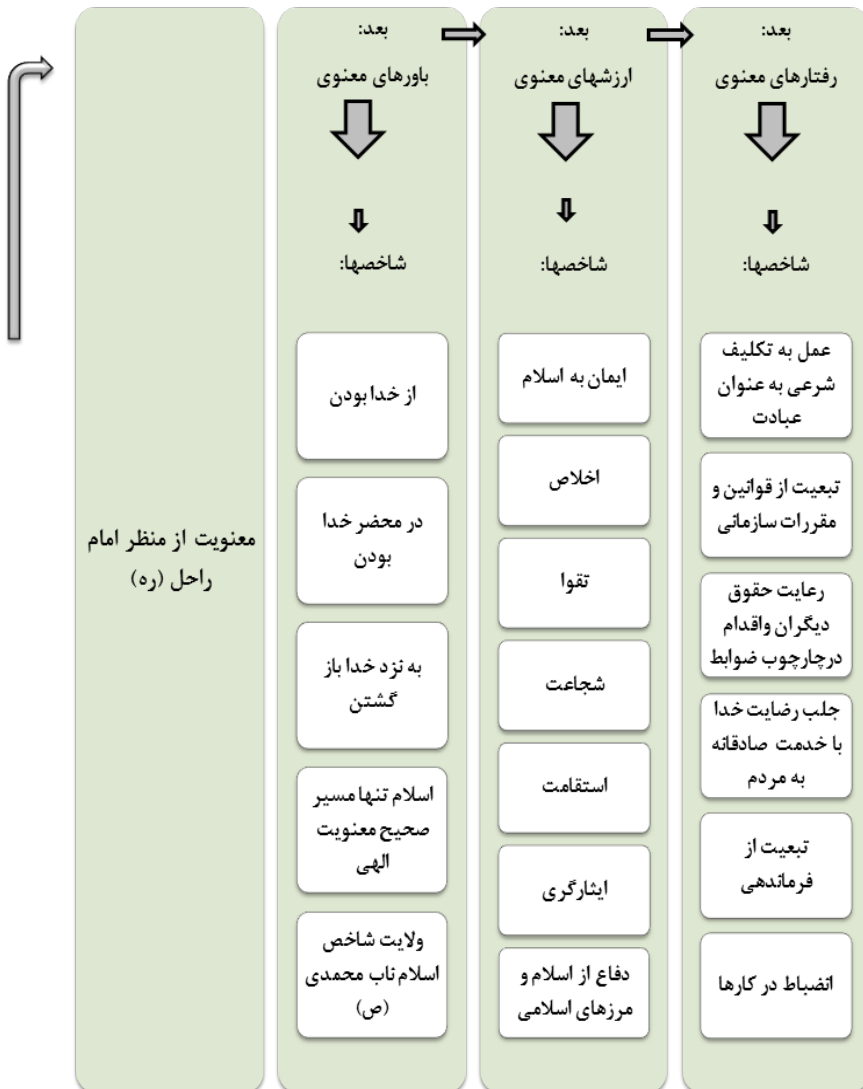 معنویت از منظر امام
راحل (ره)
بعد:
باورهای معنوی
شاخصها:
از خدا بودن
در محضر خدا
بودن
به نزد خدا باز
گشتن
اسلام تنها مسیر
صحیح معنویت
الهی
ولایت شاخص
اسلام ناب محمدی
(ص)
بعد:
ارزشهای معنوی
شاخصها:
ایمان به اسلام
اخلاص
تقوا
شجاعت
استقامت
ایثارگری
دفاع از اسلام و
مرزهای اسلامی
بعد:
رفتارهای معنوی
شاخصها:
عمل به تکلیف
شرعی به عنوان
عبادت
تبعیت از قوانین و
مقررات سازمانی
رعایت حقوق
دیگران واقدام
درچارچوب ضوابط
جلب رضایت خدا
با خدمت صادقانه
به مردم
تبعیت از
فرماندهی
انضباط در کارها